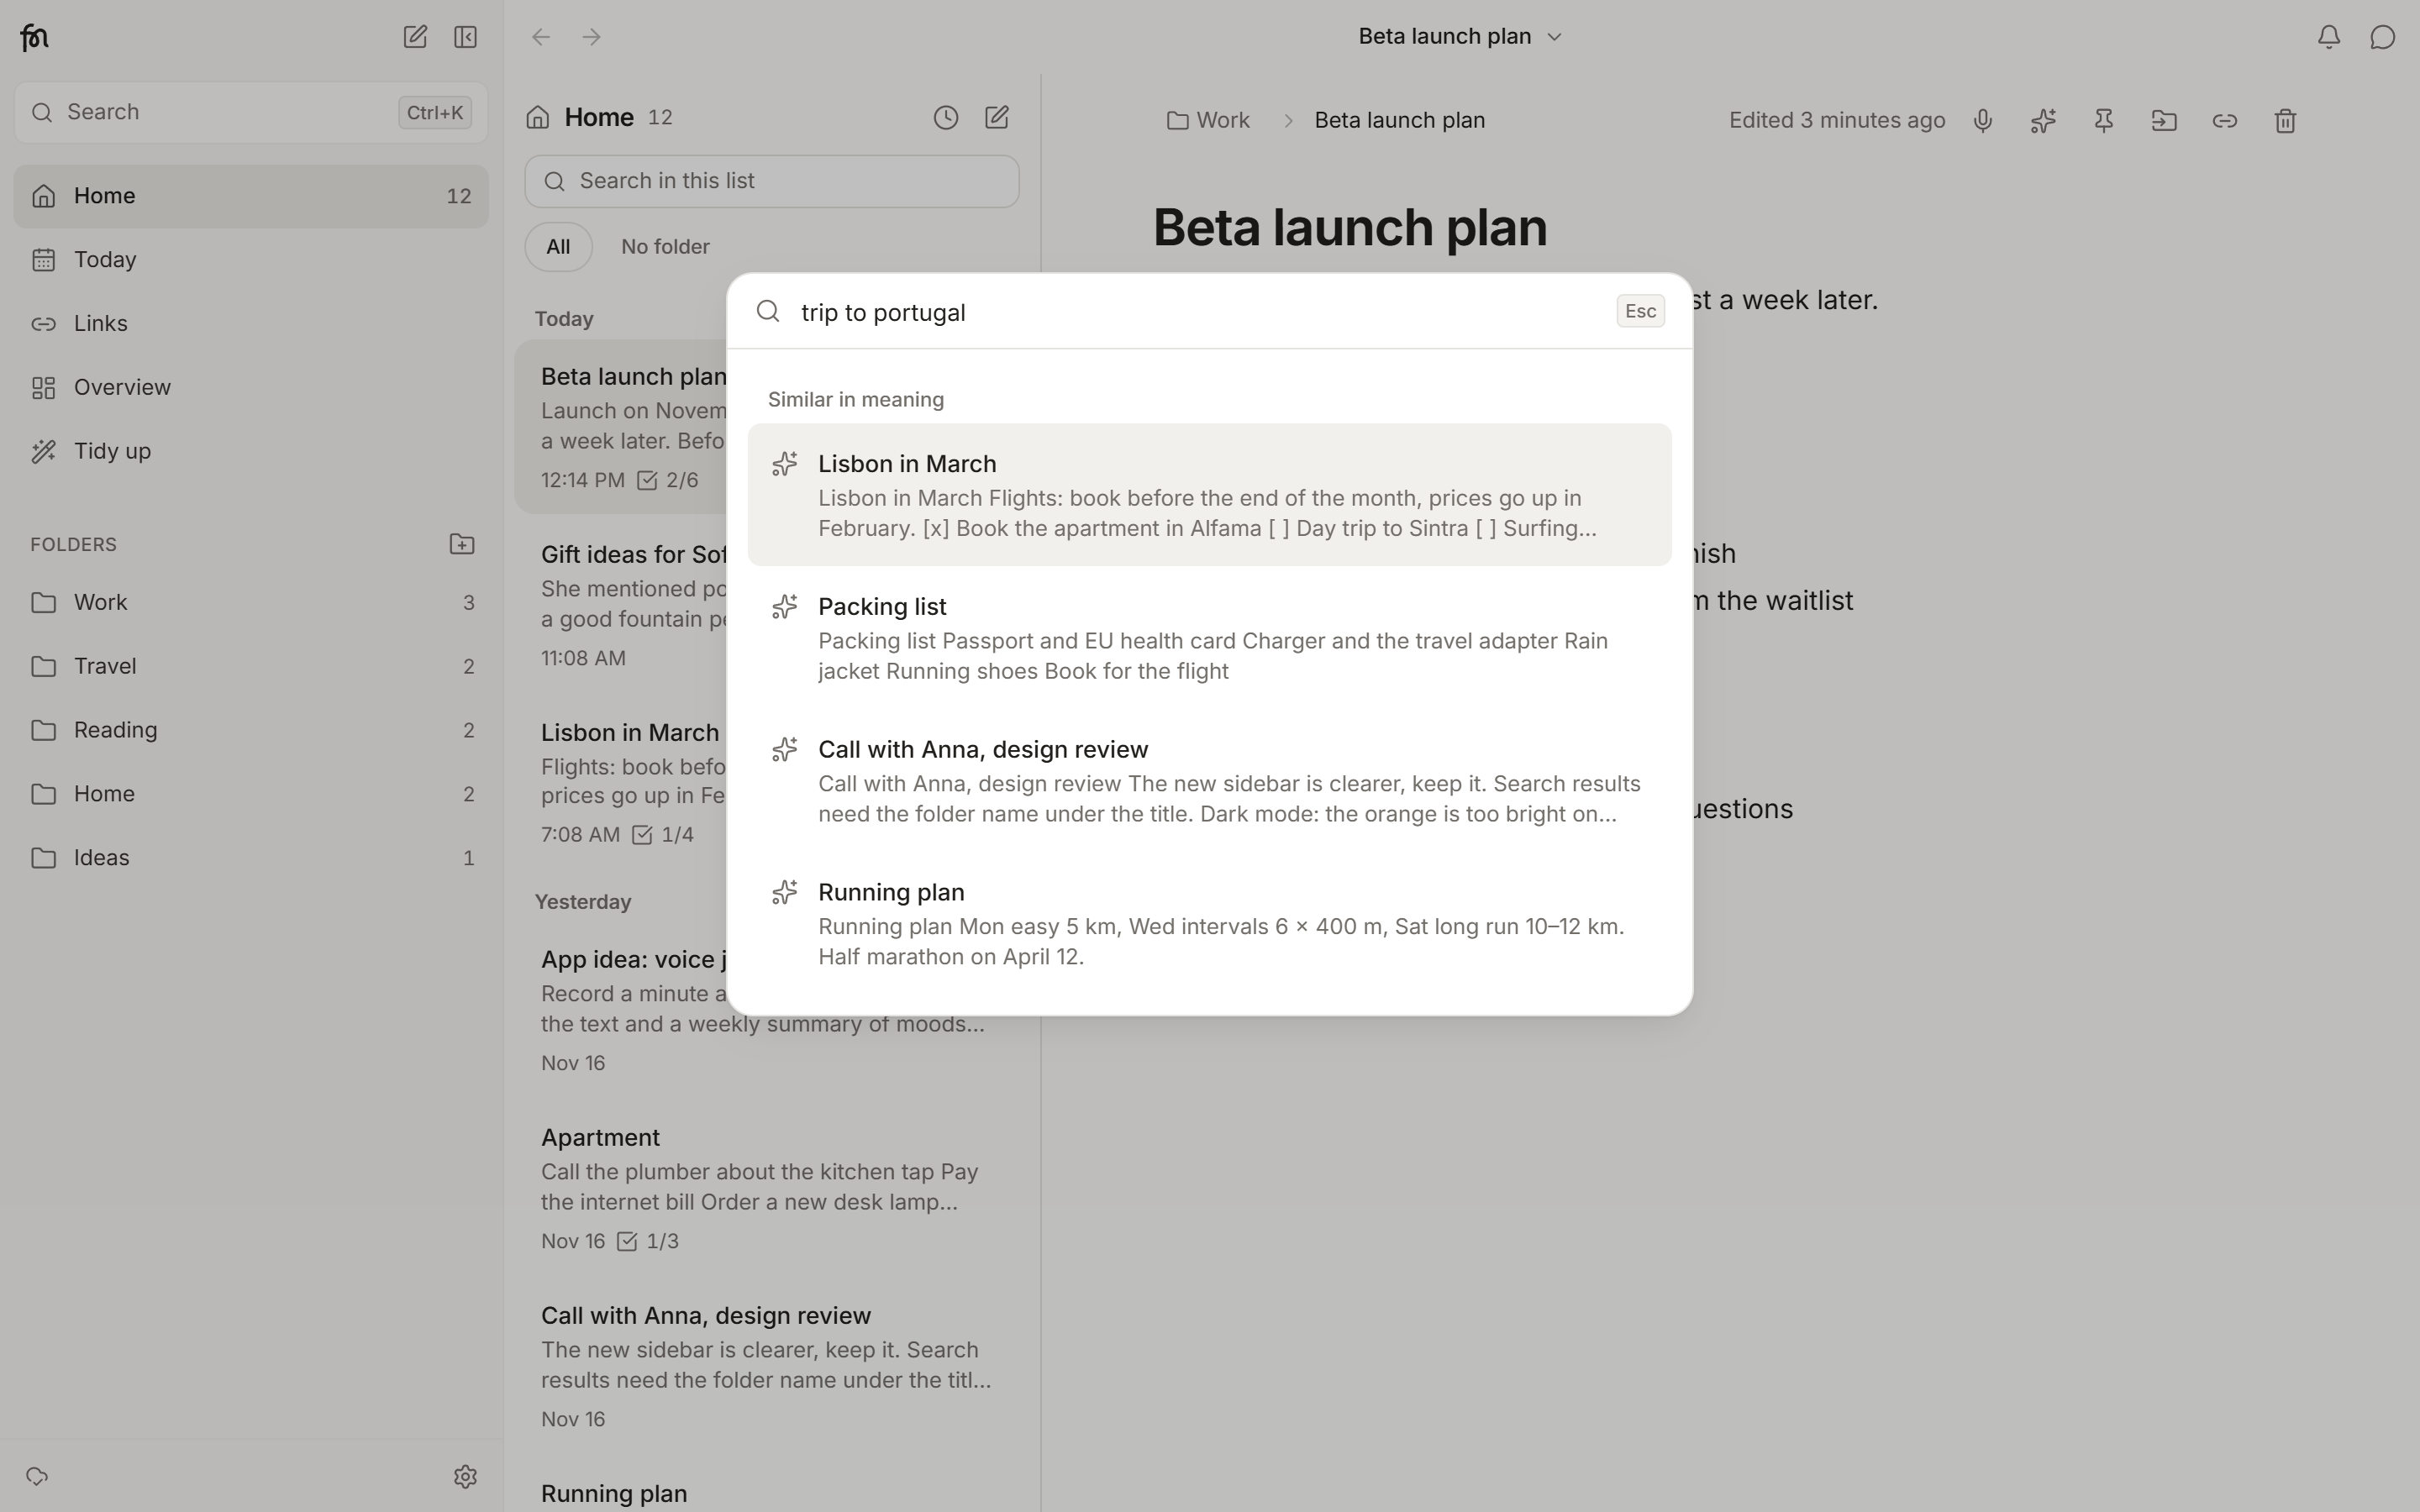 fn
Search
Ctrl+K
Home
12
Today
Links
Overview
Tidy up
FOLDERS
Work
3
Travel
2
Reading
2
Home
2
Ideas
1
Beta launch plan
Home 12
Search in this list
All
No folder
Today
Beta launch plan
Launch on Novem
a week later. Befo
12:14 PM 2/6
Gift ideas for Sof
She mentioned po
a good fountain pe
11:08 AM
Lisbon in March
Flights: book befo
prices go up in Fe
7:08 AM 1/4
Yesterday
App idea: voice j
Record a minute a
the text and a weekly summary of moods...
Nov 16
Apartment
Call the plumber about the kitchen tap Pay
the internet bill Order a new desk lamp...
Nov 16 1/3
Call with Anna, design review
The new sidebar is clearer, keep it. Search
results need the folder name under the titl...
Nov 16
Running plan
Work
Beta launch plan
Edited 3 minutes ago
Beta launch plan
st a week later.
nish
m the waitlist
uestions
trip to portugal
Esc
Similar in meaning
Lisbon in March
Lisbon in March Flights: book before the end of the month, prices go up in
February. [x] Book the apartment in Alfama [ ] Day trip to Sintra [ ] Surfing...
Packing list
Packing list Passport and EU health card Charger and the travel adapter Rain
jacket Running shoes Book for the flight
Call with Anna, design review
Call with Anna, design review The new sidebar is clearer, keep it. Search results
need the folder name under the title. Dark mode: the orange is too bright on...
Running plan
Running plan Mon easy 5 km, Wed intervals 6 × 400 m, Sat long run 10–12 km.
Half marathon on April 12.